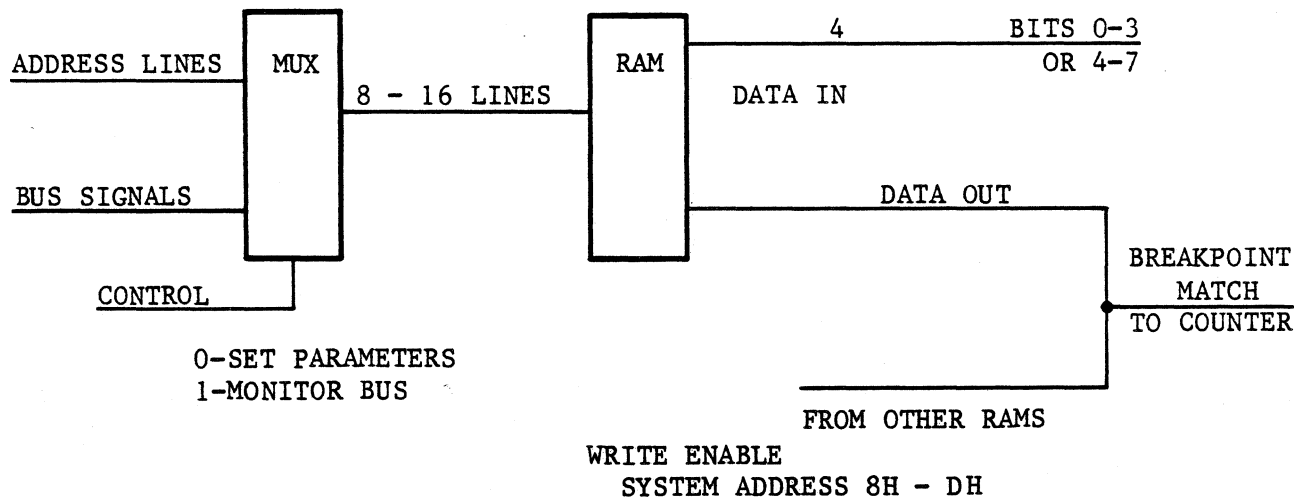 ADDRESS LINES
MUX
8 - 16 LINES
RAM
4
BITS 0-3
OR 4-7
DATA IN
BUS SIGNALS
DATA OUT
CONTROL
BREAKPOINT
MATCH
TO COUNTER
0-SET PARAMETERS
1-MONITOR BUS
FROM OTHER RAMS
WRITE ENABLE
SYSTEM ADDRESS 8H - DH